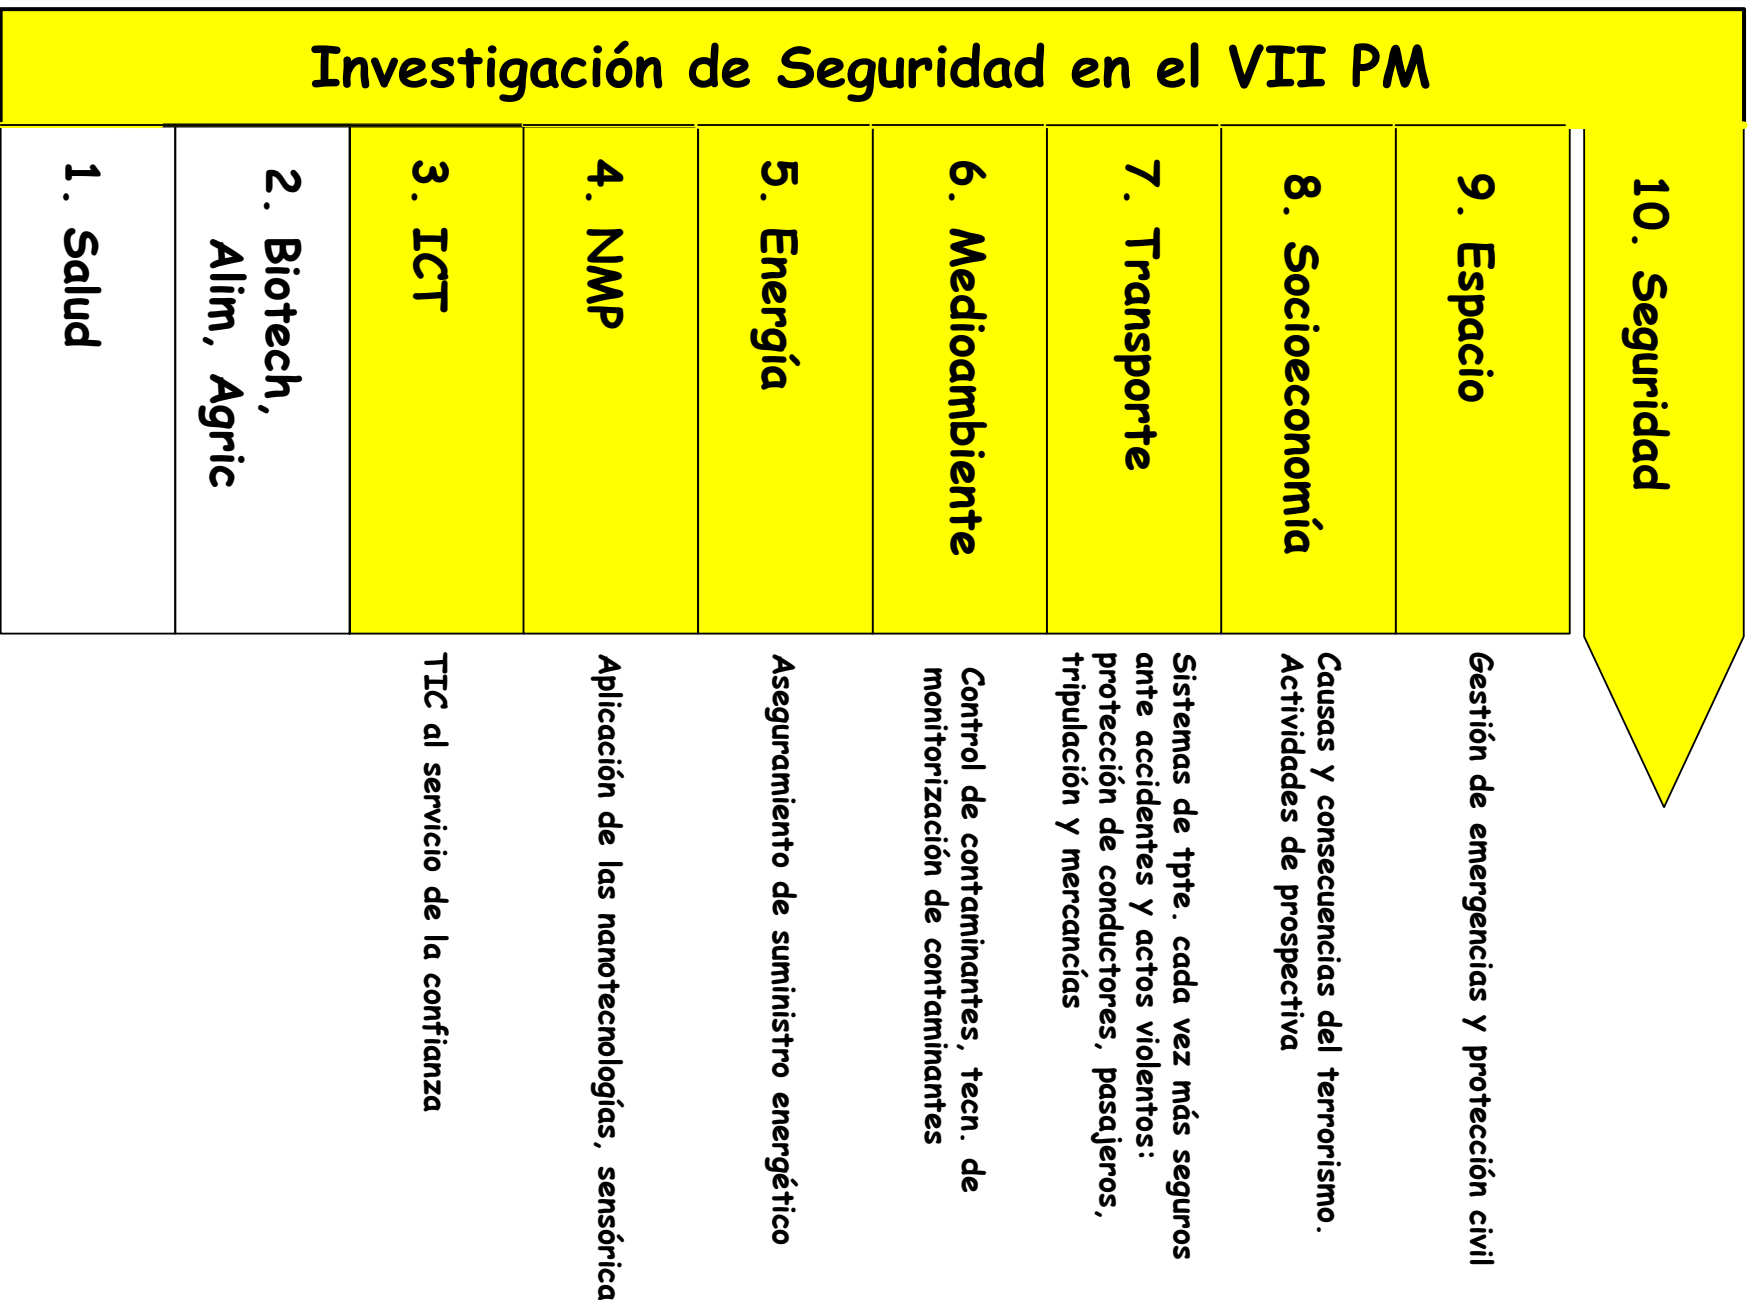 Investigación de Seguridad en el VII PM
1. Salud
2. Biotech,
Alim, Agric
3. ICT
TIC al servicio de la confianza
4. NMP
Aplicación de las nanotecnologías, sensórica
5. Energía
Aseguramiento de suministro energético
6. Medioambiente
Control de contaminantes, tecn. de
monitorización de contaminantes
7. Transporte
Sistemas de tpte. cada vez más seguros
ante accidentes y actos violentos:
protección de conductores, pasajeros,
tripulación y mercancías
8. Socioeconomía
Causas y consecuencias del terrorismo.
Actividades de prospectiva
9. Espacio
Gestión de emergencias y protección civil
10. Seguridad